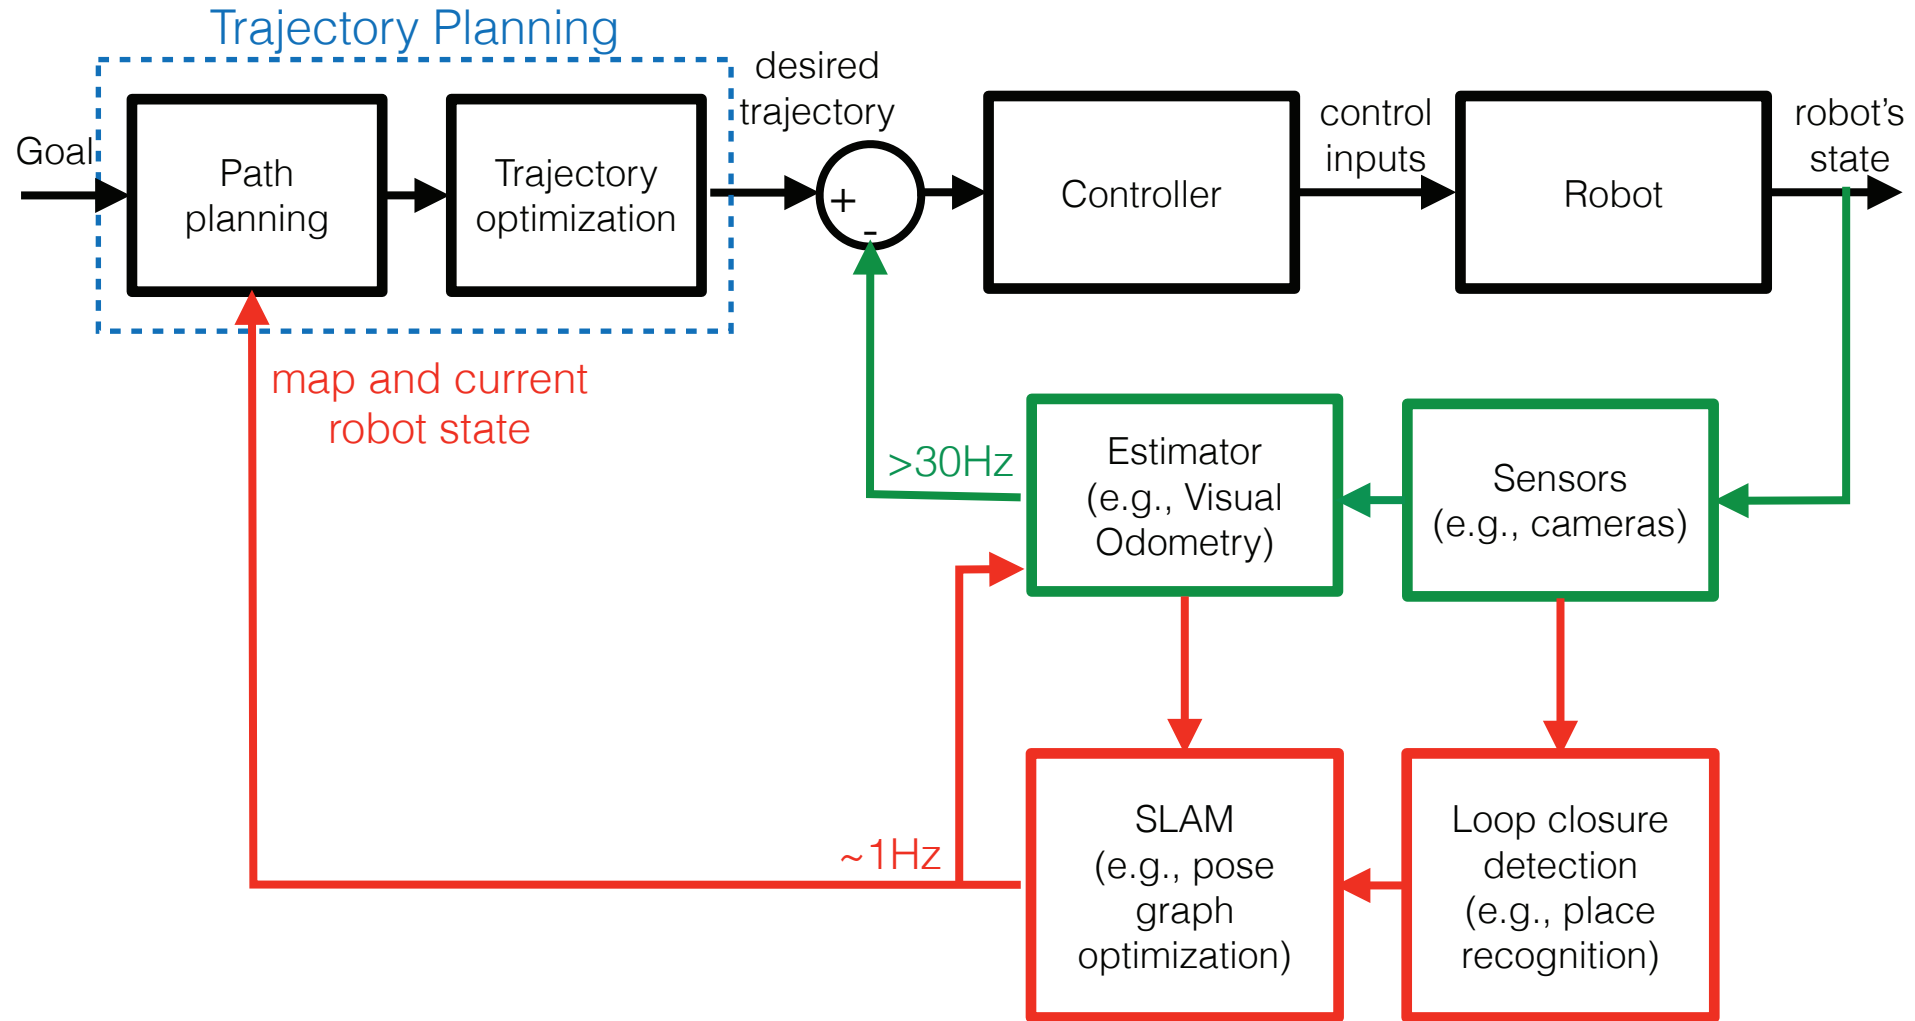 Trajectory Planning
Goal
Path
planning
Trajectory
optimization
desired
trajectory
+
-
Controller
control
inputs
Robot
robot's
state
map and current
robot state
>30Hz
Estimator
(e.g., Visual
Odometry)
Sensors
(e.g., cameras)
~1Hz
SLAM
(e.g., pose
graph
optimization)
Loop closure
detection
(e.g., place
recognition)